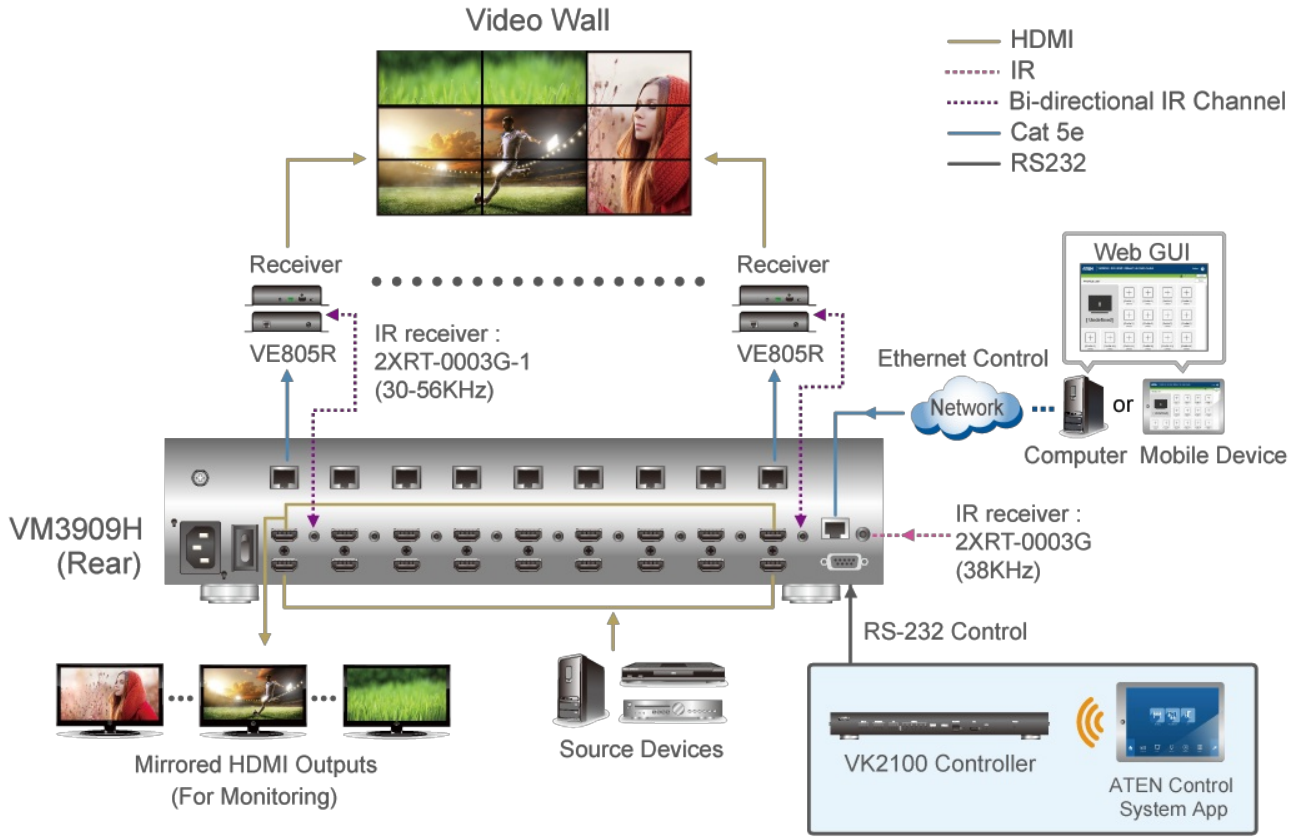 Video Wall
HDMI
IR
Bi-directional IR Channel
Cat 5e
RS232
Receiver
Receiver
VE805R
VE805R
IR receiver :
2XRT-0003G-1
(30-56KHz)
Web GUI
Ethernet Control
Network
or
Computer
Mobile Device
VM3909H
(Rear)
IR receiver :
2XRT-0003G
(38KHz)
RS-232 Control
Mirrored HDMI Outputs
(For Monitoring)
Source Devices
VK2100 Controller
ATEN Control
System App